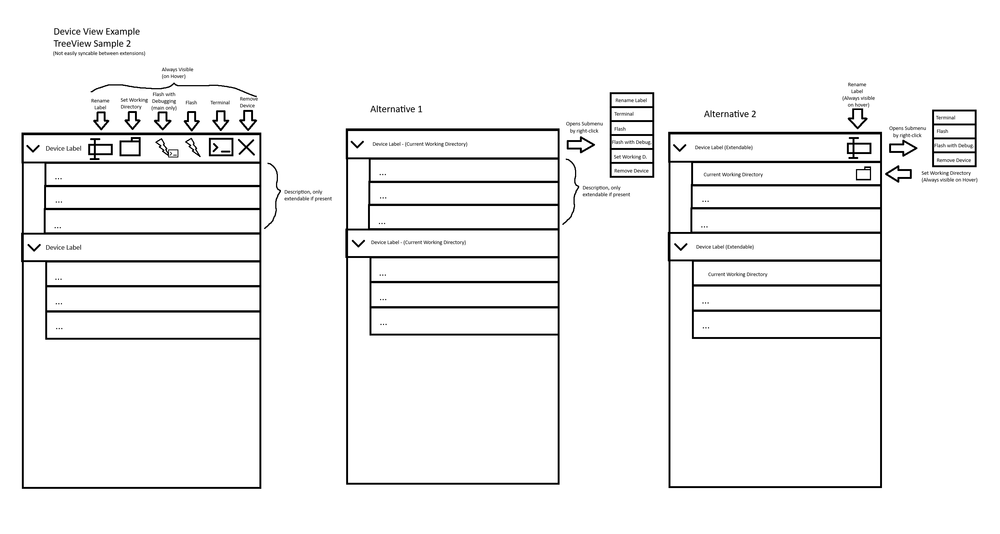 Device View Example
TreeView Sample 2
(Not easily syncable between extensions)
Always Visible
(on Hover)
Rename
Label
Set Working
Directory
Flash with
Debugging
(main only)
Flash
Terminal
Remove
Device
Device Label
>_
>_
...
...
...
Description, only
extendable if present
Device Label
...
...
...
Alternative 1
Device Label - (Current Working Directory)
Opens Submenu
by right-click
Rename Label
Terminal
Flash
Flash with Debug.
Set Working D.
Remove Device
...
...
...
Description, only
extendable if present
Device Label - (Current Working Directory)
...
...
...
Alternative 2
Rename
Label
(Always visible
on hover)
Device Label (Extendable)
Opens Submenu
by right-click
Terminal
Flash
Flash with Debug.
Remove Device
Current Working Directory
Set Working Directory
(Always visible on Hover)
...
...
Device Label (Extendable)
Current Working Directory
...
...